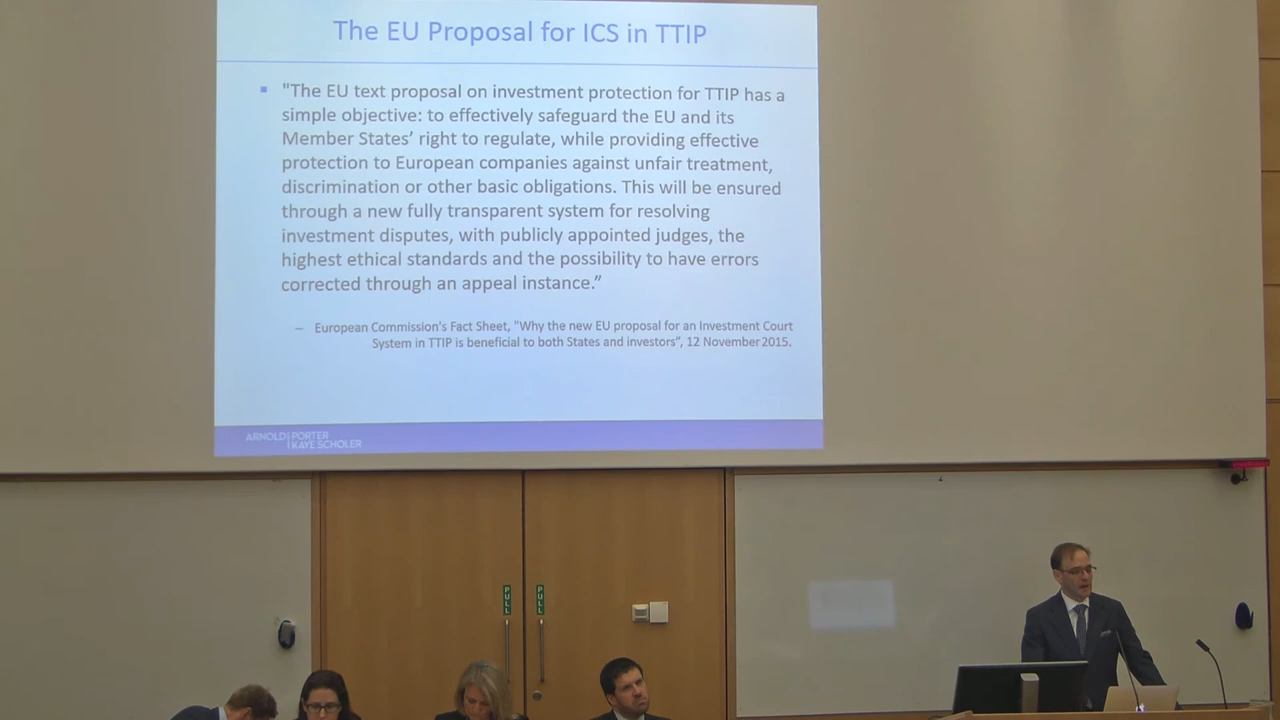 The EU Proposal for ICS in TTIP
"The EU text proposal on investment protection for TTIP has a
simple objective: to effectively safeguard the EU and its
Member States' right to regulate, while providing effective
protection to European companies against unfair treatment,
discrimination or other basic obligations. This will be ensured
through a new fully transparent system for resolving
investment disputes, with publicly appointed judges, the
highest ethical standards and the possibility to have errors
corrected through an appeal instance.”
– European Commission's Fact Sheet, "Why the new EU proposal for an Investment Court
System in TTIP is beneficial to both States and investors”, 12 November 2015.
ARNOLD | PORTER
KAYE SCHOLER
PULL
PULL